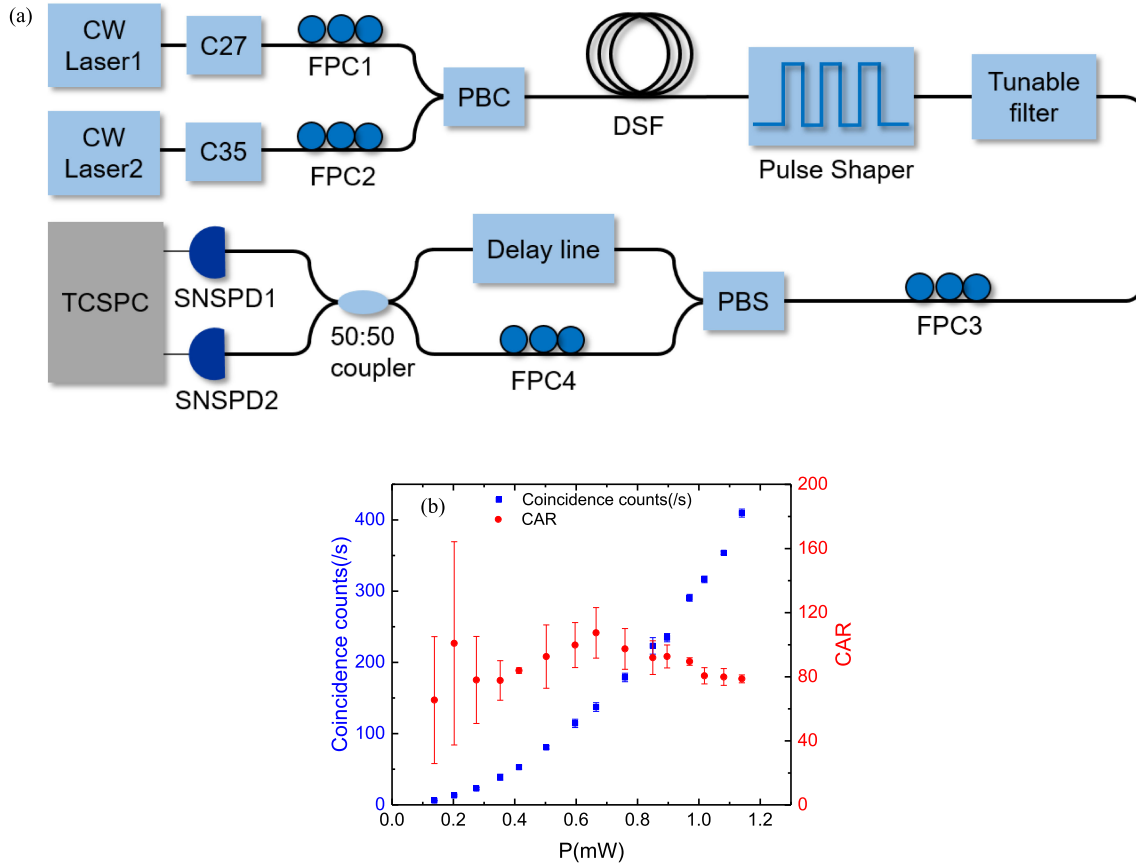 (a)
CW
Laser1
C27
FPC1
PBC
DSF
Pulse Shaper
Tunable
filter
CW
Laser2
C35
FPC2
TCSPC
SNSPD1
SNSPD2
50:50
coupler
Delay line
FPC4
PBS
FPC3
(b)
Coincidence counts(/s)
CAR
Coincidence counts(/s)
400
300
200
100
0
200
160
120
80
40
0
CAR
0.0 0.2 0.4 0.6 0.8 1.0 1.2
P(mW)